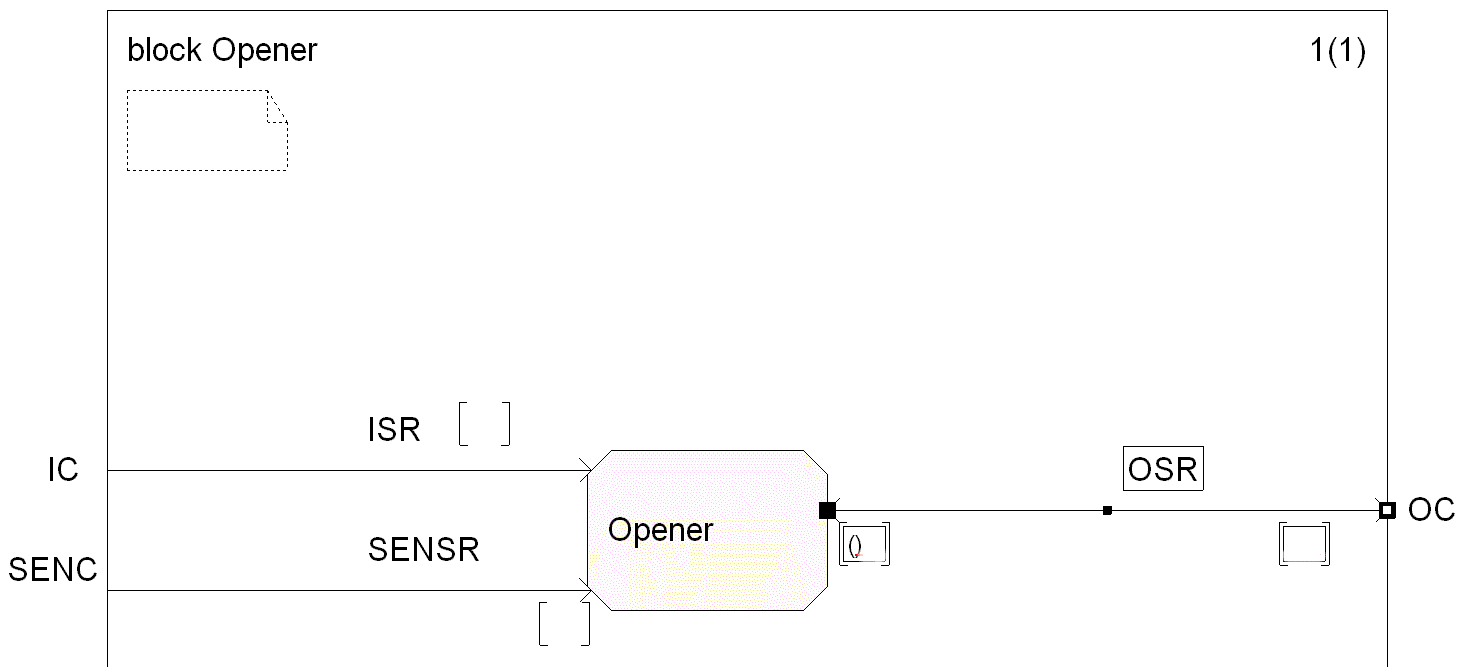 block Opener
1(1)
ISR
IC
OSR
OC
Opener
()
SENSR
SENC